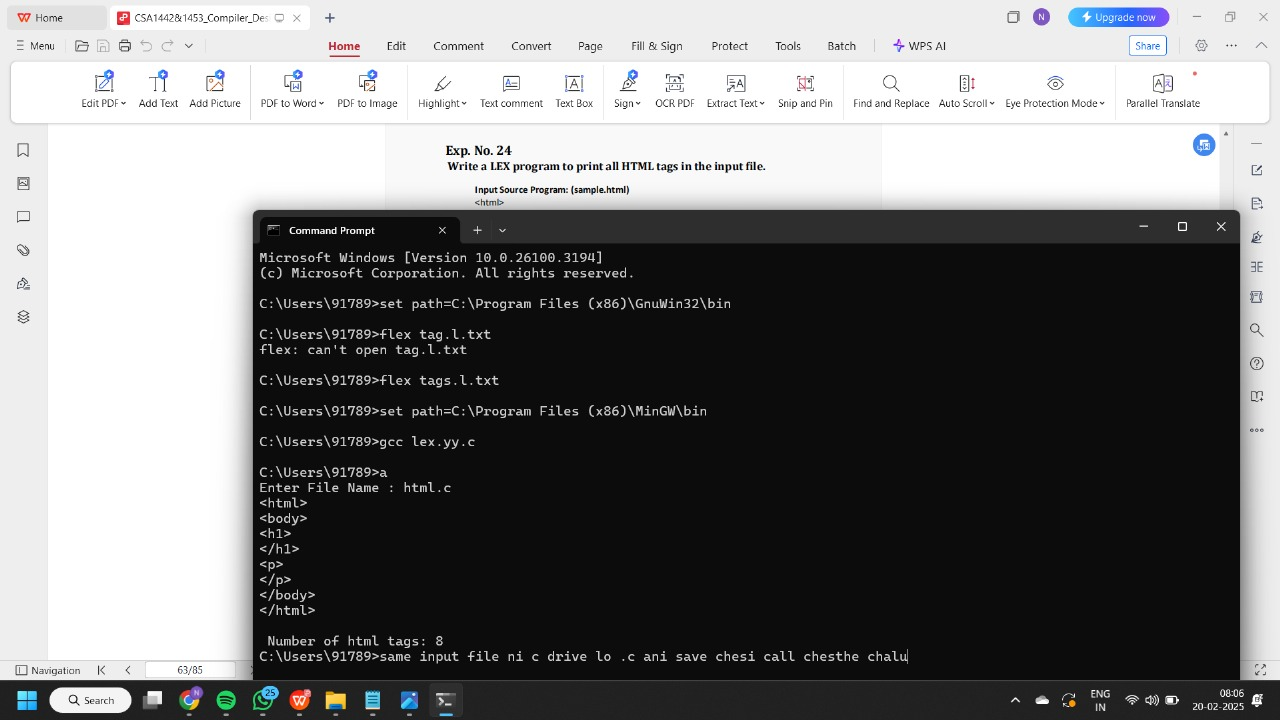 Home
CSA1442&1453_Compiler_Des
N
Upgrade now
Menu
Home
Edit
Comment
Convert
Page
Fill & Sign
Protect
Tools
Batch
WPS AI
Share
Edit PDF
Add Text
Add Picture
PDF to Word
PDF to Image
Highlight
Text comment
Text Box
Sign
OCR PDF
Extract Text
Snip and Pin
Find and Replace
Auto Scroll
Eye Protection Mode
Parallel Translate
Exp. No. 24
Write a LEX program to print all HTML tags in the input file.
Input Source Program: (sample.html)
<html>
Command Prompt
Microsoft Windows [Version 10.0.26100.3194]
(c) Microsoft Corporation. All rights reserved.
C:\Users\91789>set path=C:\Program Files (x86)\GnuWin32\bin
C:\Users\91789>flex tag.l.txt
flex: can't open tag.l.txt
C:\Users\91789>flex tags.l.txt
C:\Users\91789>set path=C:\Program Files (x86)\MinGW\bin
C:\Users\91789>gcc lex.yy.c
C:\Users\91789>a
Enter File Name : html.c
<html>
<body>
<h1>
</h1>
<p>
</p>
</body>
</html>
Number of html tags: 8
C:\Users\91789>same input file ni c drive lo .c ani save chesi call chesthe chalu
Navigation
63/85
Search
25
ENG
IN
08:06
20-02-2025